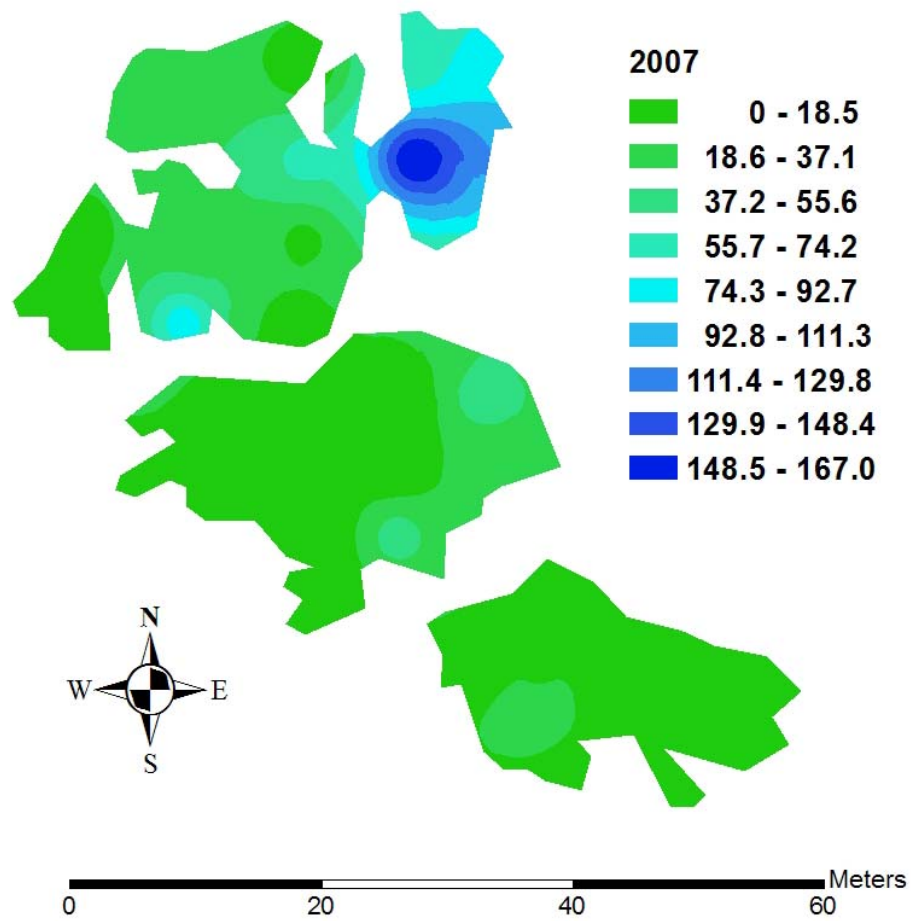 2007
0 - 18.5
18.6 - 37.1
37.2 - 55.6
55.7 - 74.2
74.3 - 92.7
92.8 - 111.3
111.4 - 129.8
129.9 - 148.4
148.5 - 167.0
N
W E
S
Meters
0 20 40 60